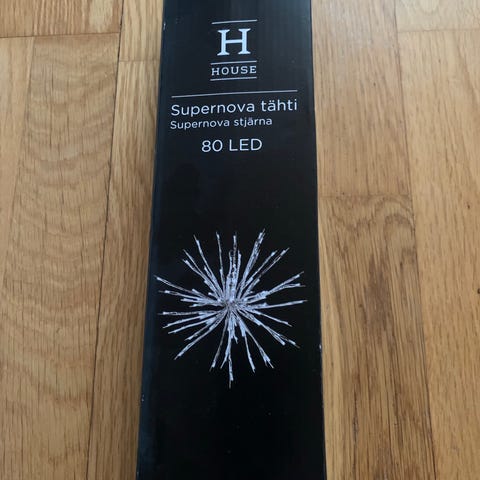 H
HOUSE
Supernova tähti
Supernova stjärna
80 LED